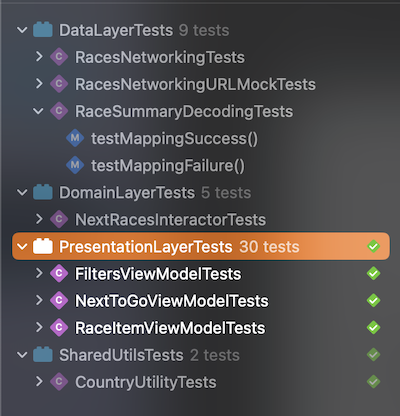 DataLayerTests 9 tests
RacesNetworkingTests
RacesNetworkingURLMockTests
RaceSummaryDecodingTests
M testMappingSuccess()
M testMappingFailure()
DomainLayerTests 5 tests
C NextRacesInteractorTests
PresentationLayerTests 30 tests
C FiltersViewModelTests
C NextToGoViewModelTests
C RaceItemViewModelTests
SharedUtilsTests 2 tests
C CountryUtilityTests